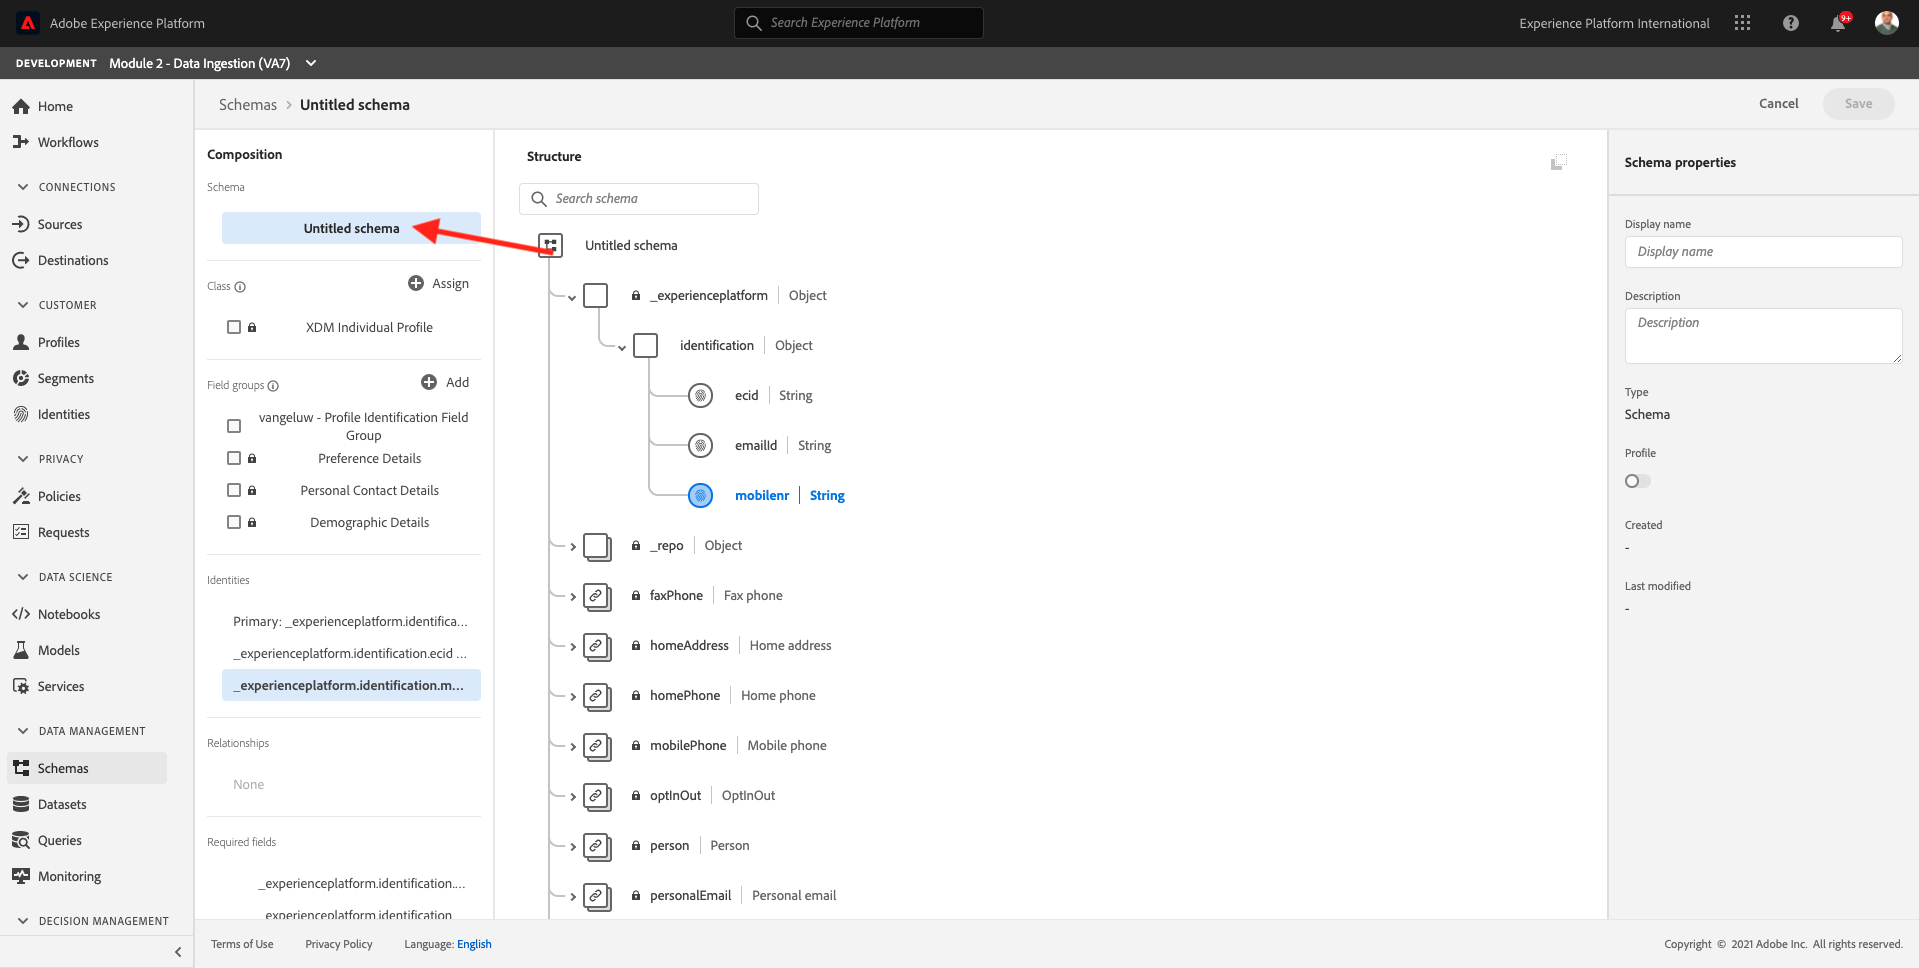 Adobe Experience Platform
Search Experience Platform
Experience Platform International
9+
DEVELOPMENT Module 2 - Data Ingestion (VA7)
Home
Workflows
CONNECTIONS
Sources
Destinations
CUSTOMER
Profiles
Segments
Identities
PRIVACY
Policies
Requests
DATA SCIENCE
Notebooks
Models
Services
DATA MANAGEMENT
Schemas
Datasets
Queries
Monitoring
DECISION MANAGEMENT
Schemas > Untitled schema
Cancel
Save
Composition
Schema
Untitled schema
Class
Assign
XDM Individual Profile
Field groups
Add
vangeluw - Profile Identification Field
Group
Preference Details
Personal Contact Details
Demographic Details
Identities
Primary: _experienceplatform.identifica...
_experienceplatform.identification.ecid ...
_experienceplatform.identification.m...
Relationships
None
Required fields
_experienceplatform.identification....
_experienceplatform.identification
Structure
Search schema
Untitled schema
_experienceplatform | Object
identification | Object
ecid | String
emailId | String
mobilenr | String
_repo | Object
faxPhone | Fax phone
homeAddress | Home address
homePhone | Home phone
mobilePhone | Mobile phone
optInOut | OptInOut
person | Person
personalEmail | Personal email
Schema properties
Display name
Display name
Description
Description
Type
Schema
Profile
Created
-
Last modified
-
Terms of Use
Privacy Policy
Language: English
Copyright © 2021 Adobe Inc. All rights reserved.